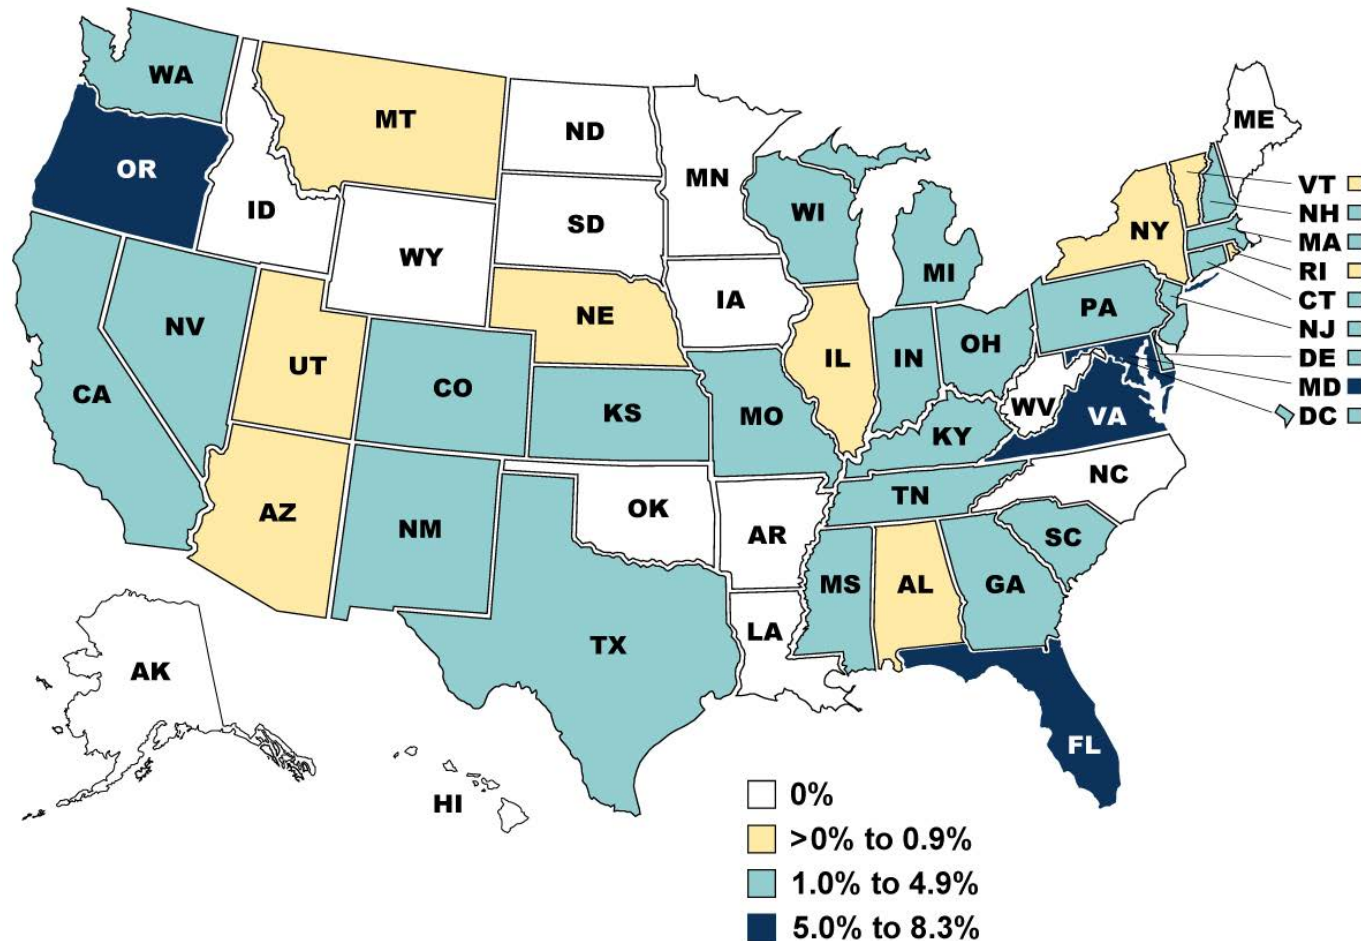 WA
OR
CA
NV
ID
MT
WY
UT
AZ
CO
NM
ND
SD
NE
KS
OK
TX
MN
IA
MO
AR
LA
WI
IL
MI
IN
OH
KY
TN
MS
AL
GA
FL
SC
NC
VA
WV
PA
NY
ME
VT
NH
MA
RI
CT
NJ
DE
MD
DC
AK
HI
0%
>0% to 0.9%
1.0% to 4.9%
5.0% to 8.3%